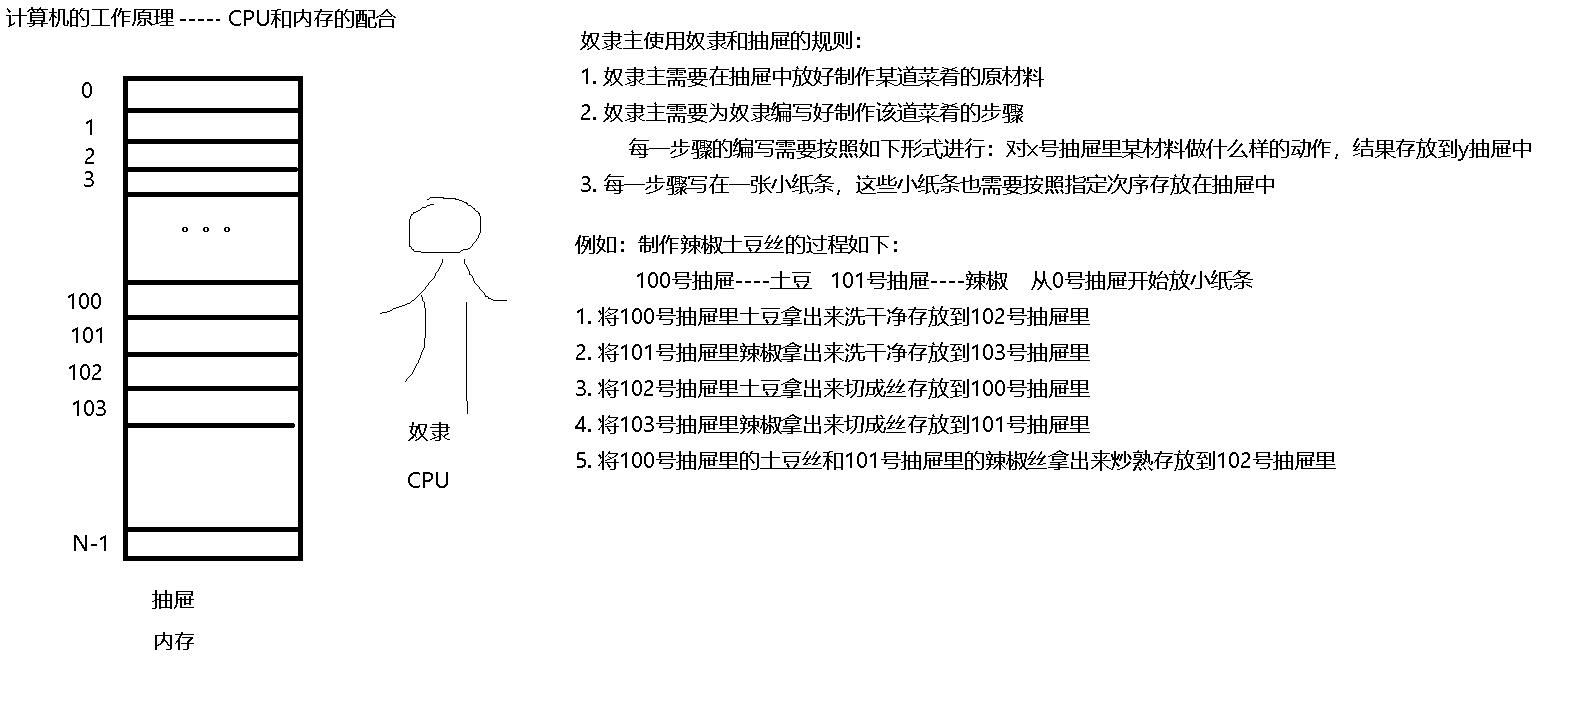 计算机的工作原理 ----- CPU和内存的配合
奴隶主使用奴隶和抽屉的规则：
1. 奴隶主需要在抽屉中放好制作某道菜肴的原材料
2. 奴隶主需要为奴隶编写好制作该道菜肴的步骤
每一步骤的编写需要按照如下形式进行：对x号抽屉里某材料做什么样的动作，结果存放到y抽屉中
3. 每一步骤写在一张小纸条，这些小纸条也需要按照指定次序存放在抽屉中
例如：制作辣椒土豆丝的过程如下：
100号抽屉----土豆 101号抽屉----辣椒 从0号抽屉开始放小纸条
1. 将100号抽屉里土豆拿出来洗干净存放到102号抽屉里
2. 将101号抽屉里辣椒拿出来洗干净存放到103号抽屉里
3. 将102号抽屉里土豆拿出来切成丝存放到100号抽屉里
4. 将103号抽屉里辣椒拿出来切成丝存放到101号抽屉里
5. 将100号抽屉里的土豆丝和101号抽屉里的辣椒丝拿出来炒熟存放到102号抽屉里
0
1
2
3
100
101
102
103
N-1
抽屉
内存
奴隶
CPU